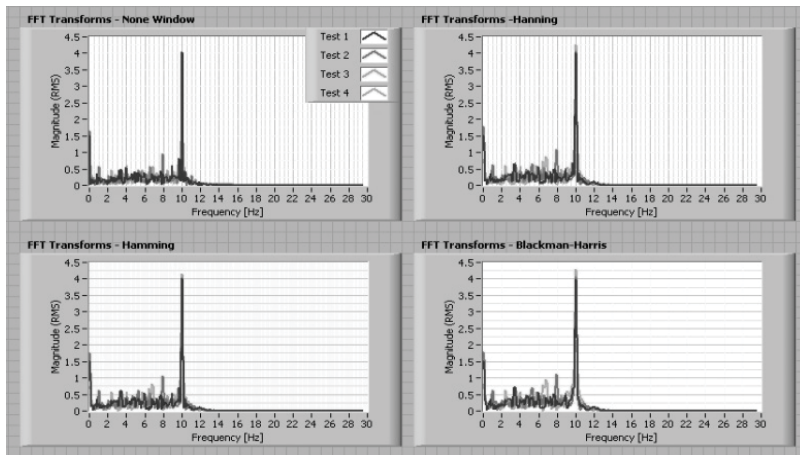 FFT Transforms - None Window
Test 1
Test 2
Test 3
Test 4
Magnitude (RMS)
4.5
4
3.5
3
2.5
2
1.5
1
0.5
0
0 2 4 6 8 10 12 14 16 18 20 22 24 26 28 30
Frequency [Hz]
FFT Transforms -Hanning
Magnitude (RMS)
4.5
4
3.5
3
2.5
2
1.5
1
0.5
0
0 2 4 6 8 10 12 14 16 18 20 22 24 26 28 30
Frequency [Hz]
FFT Transforms - Hamming
Magnitude (RMS)
4.5
4
3.5
3
2.5
2
1.5
1
0.5
0
0 2 4 6 8 10 12 14 16 18 20 22 24 26 28 30
Frequency [Hz]
FFT Transforms - Blackman-Harris
Magnitude (RMS)
4.5
4
3.5
3
2.5
2
1.5
1
0.5
0
0 2 4 6 8 10 12 14 16 18 20 22 24 26 28 30
Frequency [Hz]